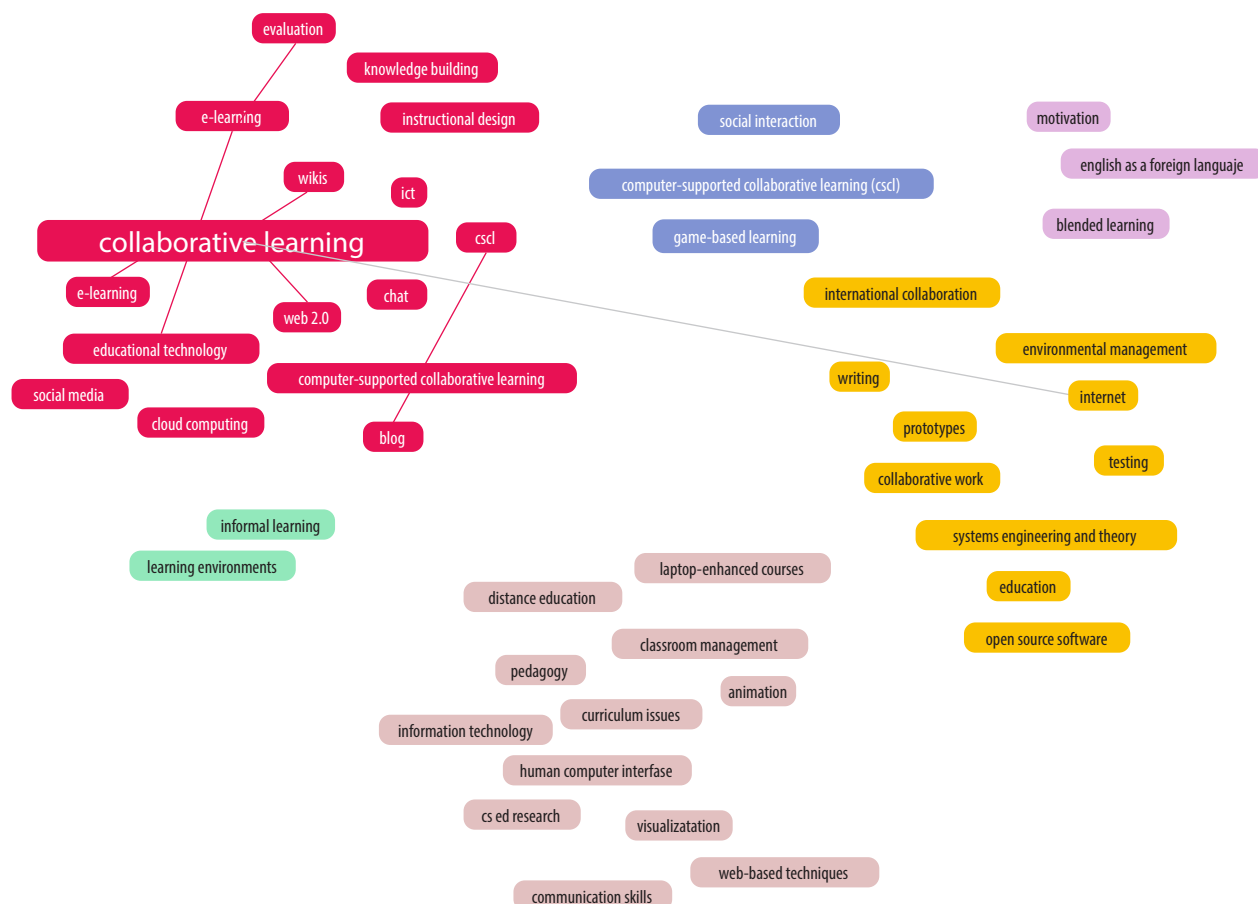 evaluation
knowledge building
e-learning
instructional design
wikis
ict
collaborative learning
cscl
e-learning
chat
web 2.0
educational technology
computer-supported collaborative learning
social media
cloud computing
blog
social interaction
computer-supported collaborative learning (cscl)
game-based learning
motivation
english as a foreign languaje
blended learning
international collaboration
environmental management
writing
internet
prototypes
testing
collaborative work
systems engineering and theory
education
open source software
informal learning
learning environments
laptop-enhanced courses
distance education
classroom management
pedagogy
animation
curriculum issues
information technology
human computer interfase
cs ed research
visualizatation
web-based techniques
communication skills